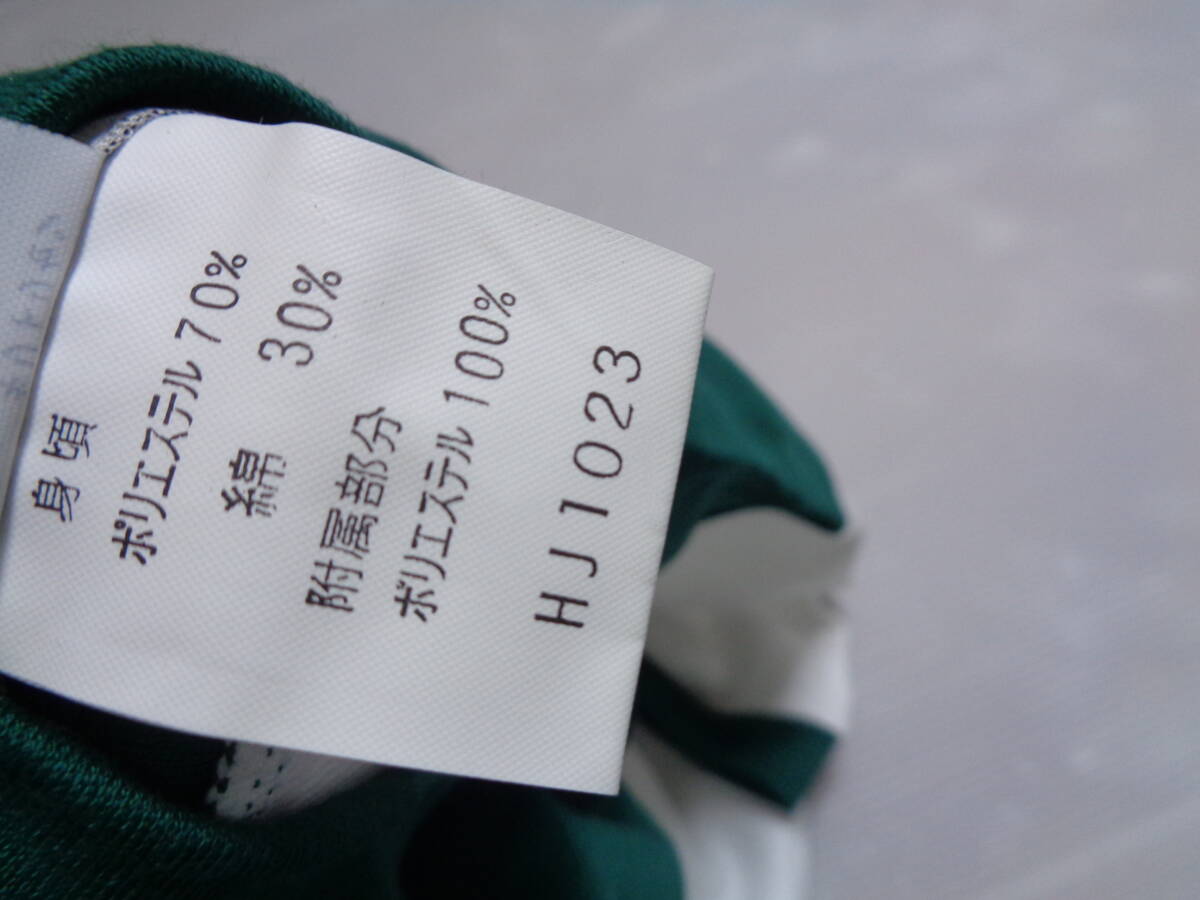 身頃
ポリエステル 70%
綿 30%
附属部分
ポリエステル 100%
HJ1023